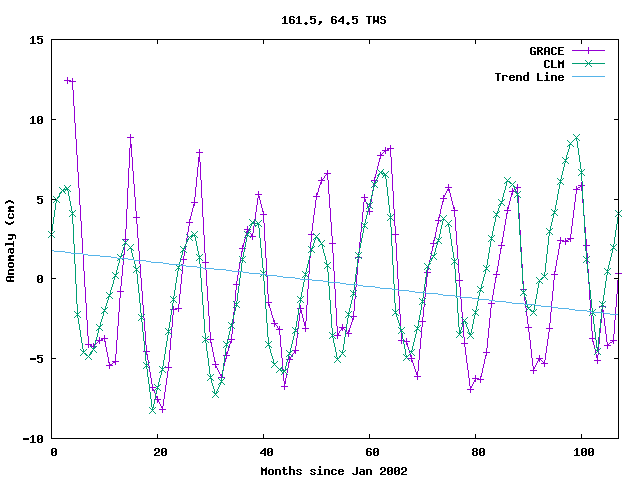 161.5, 64.5 TWS
GRACE
CLM
Trend Line
Anomaly (cm)
15
10
5
0
-5
-10
0 20 40 60 80 100
Months since Jan 2002